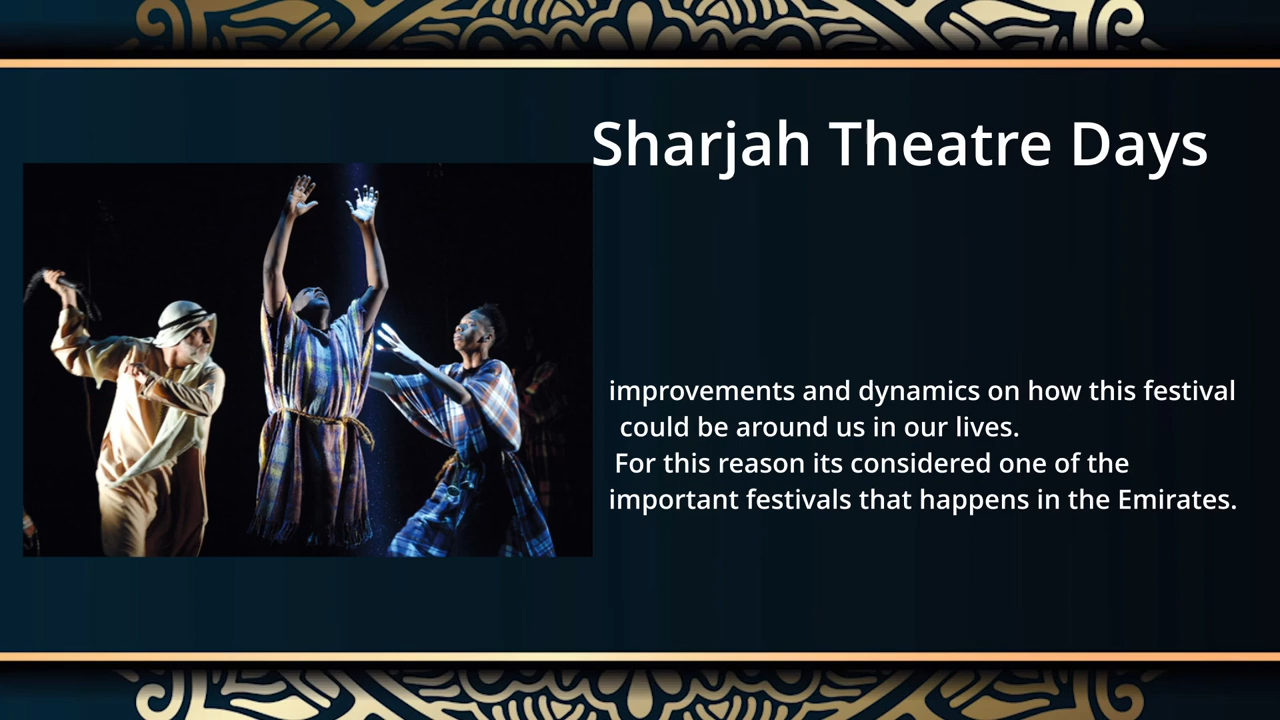 Sharjah Theatre Days
improvements and dynamics on how this festival
could be around us in our lives.
For this reason its considered one of the
important festivals that happens in the Emirates.